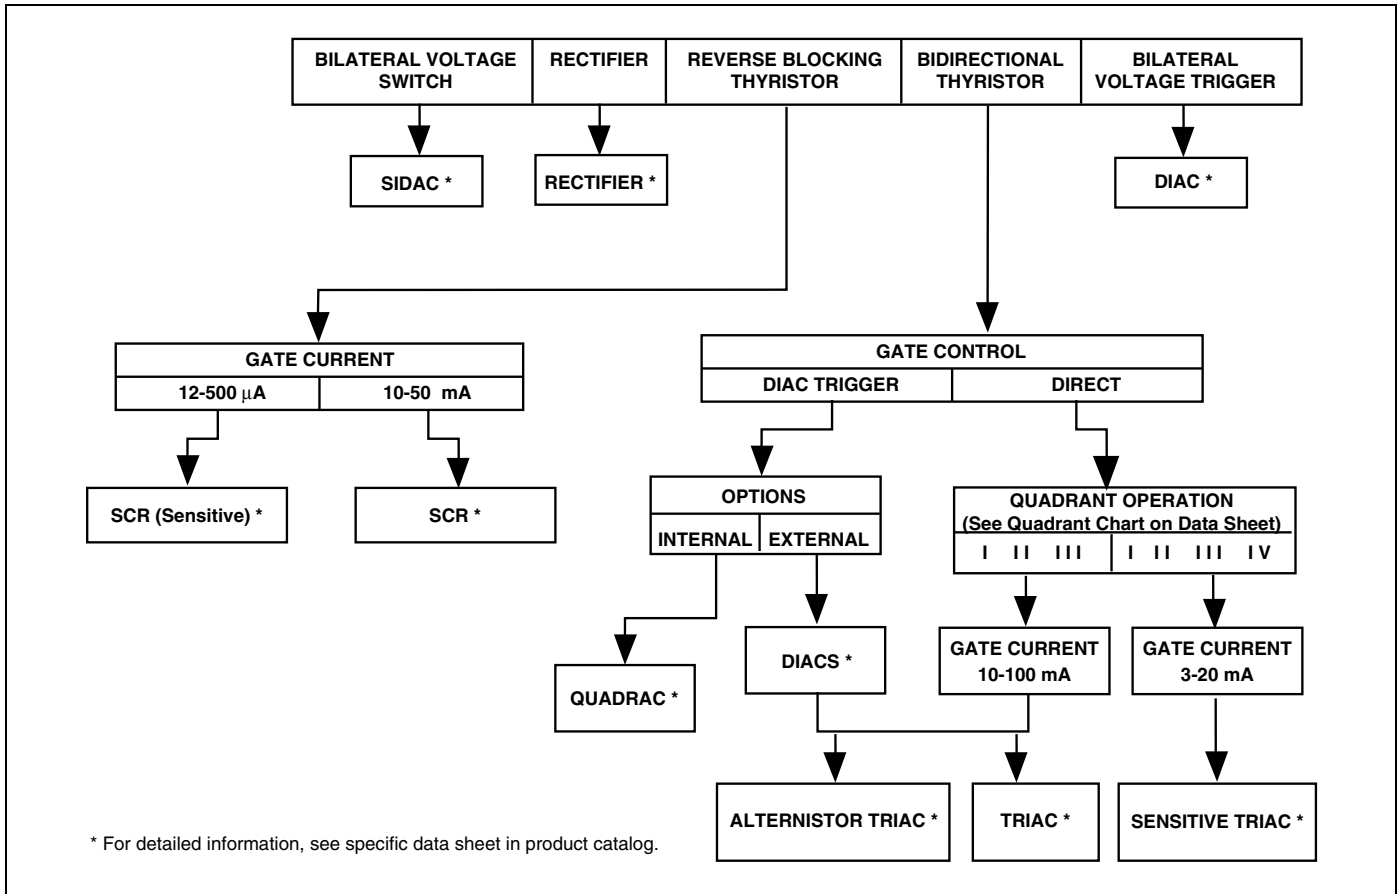 BILATERAL VOLTAGE
SWITCH
RECTIFIER
REVERSE BLOCKING
THYRISTOR
BIDIRECTIONAL
THYRISTOR
BILATERAL
VOLTAGE TRIGGER
SIDAC *
RECTIFIER *
DIAC *
GATE CURRENT
12-500 μA
10-50 mA
GATE CONTROL
DIAC TRIGGER
DIRECT
SCR (Sensitive) *
SCR *
OPTIONS
INTERNAL
EXTERNAL
QUADRANT OPERATION
(See Quadrant Chart on Data Sheet)
I II III
I II III IV
QUADRAC *
DIACS *
GATE CURRENT
10-100 mA
GATE CURRENT
3-20 mA
ALTERNISTOR TRIAC *
TRIAC *
SENSITIVE TRIAC *
* For detailed information, see specific data sheet in product catalog.